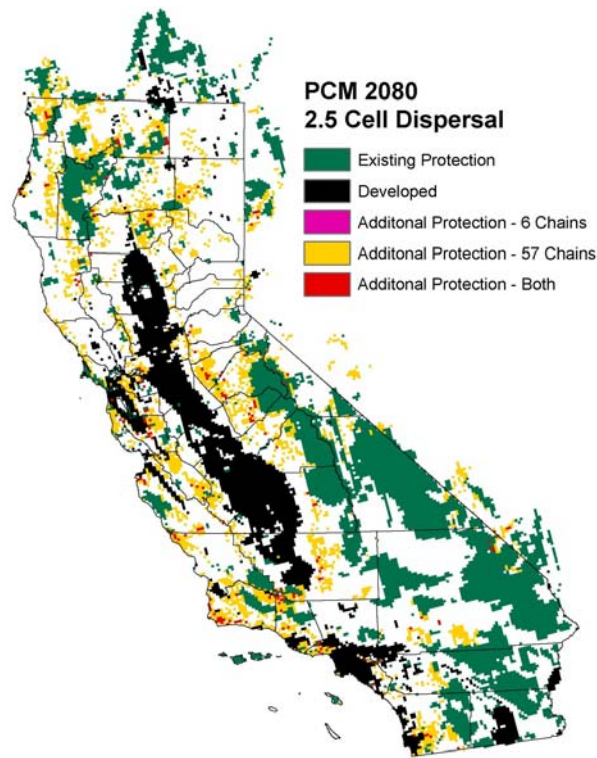 PCM 2080
2.5 Cell Dispersal
Existing Protection
Developed
Additonal Protection - 6 Chains
Additonal Protection - 57 Chains
Additonal Protection - Both